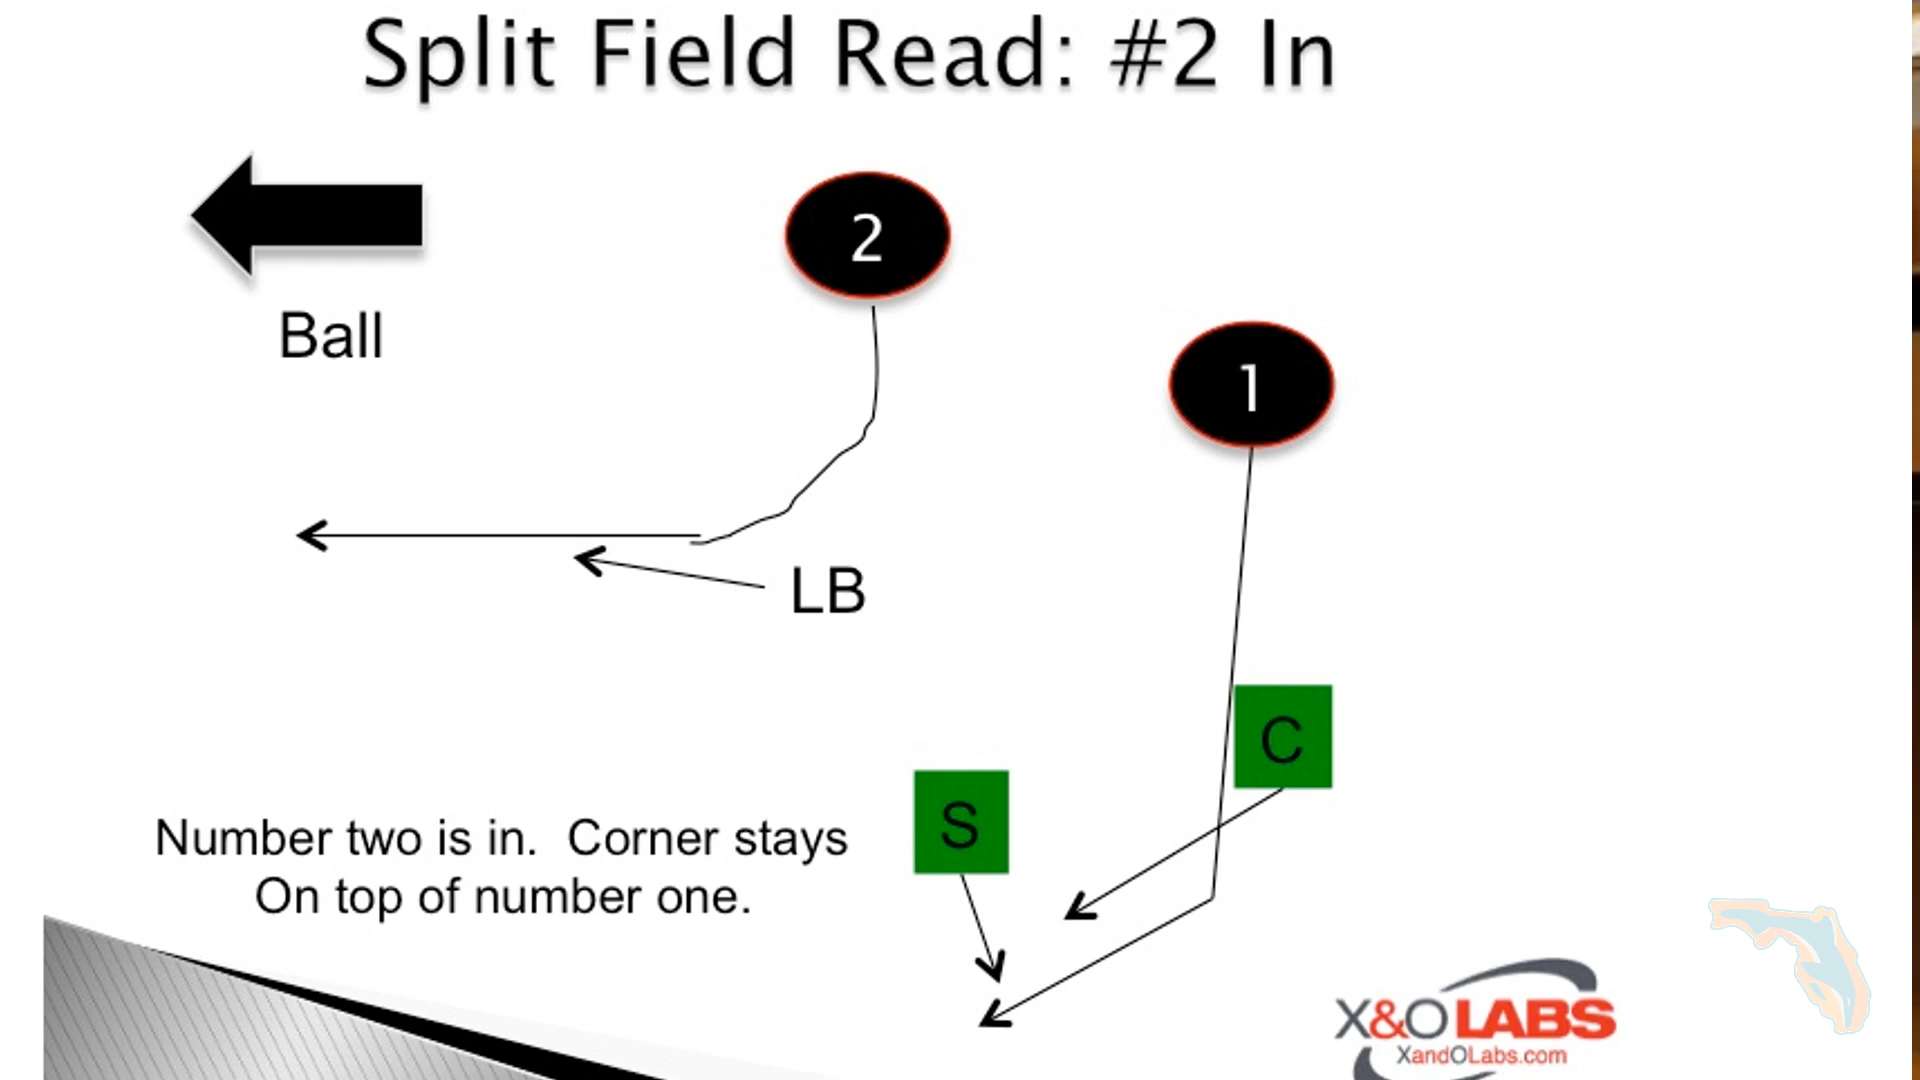 Split Field Read: #2 In
2
Ball
1
LB
C
S
Number two is in.  Corner stays
On top of number one.
X&O LABS
XandOLabs.com